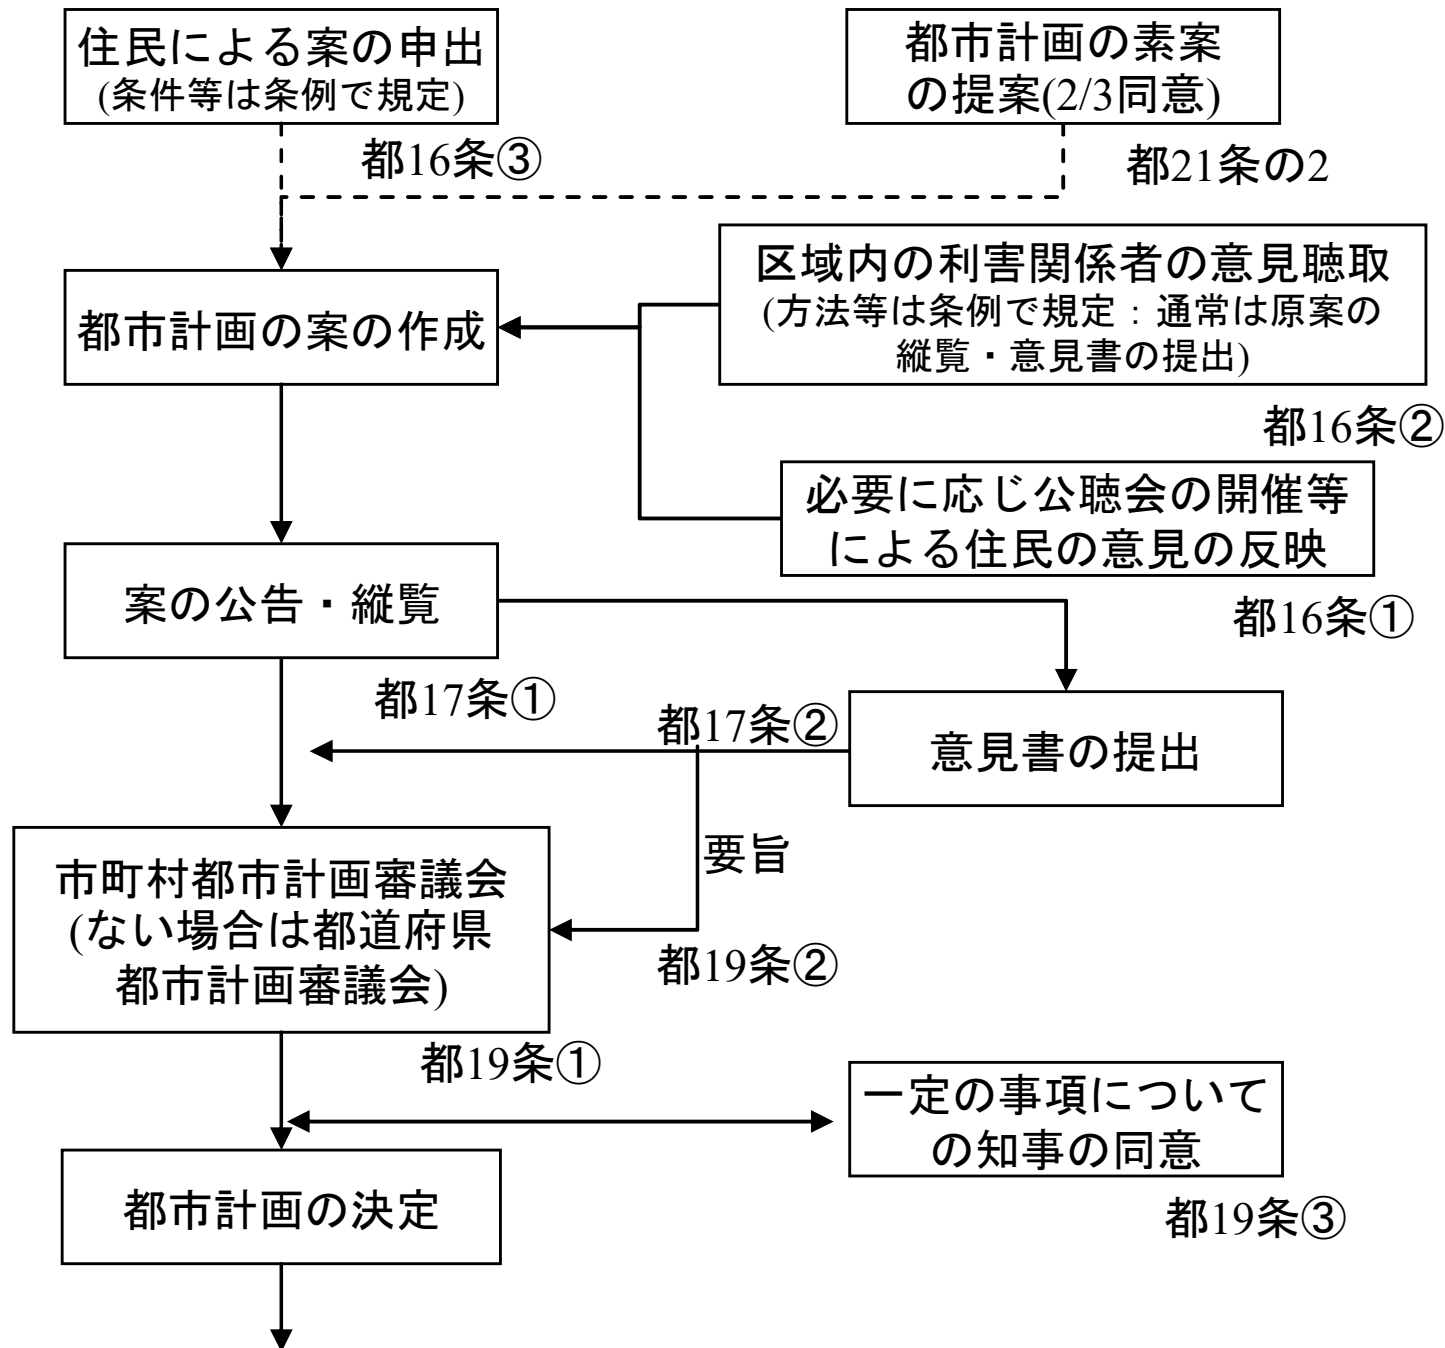 住民による案の申出
(条件等は条例で規定)
都市計画の素案
の提案(2/3同意)
都16条③
都21条の2
区域内の利害関係者の意見聴取
(方法等は条例で規定：通常は原案の
縦覧・意見書の提出)
都市計画の案の作成
都16条②
必要に応じ公聴会の開催等
による住民の意見の反映
都16条①
案の公告・縦覧
都17条①
都17条②
意見書の提出
要旨
市町村都市計画審議会
(ない場合は都道府県
都市計画審議会)
都19条②
都19条①
一定の事項について
の知事の同意
都19条③
都市計画の決定